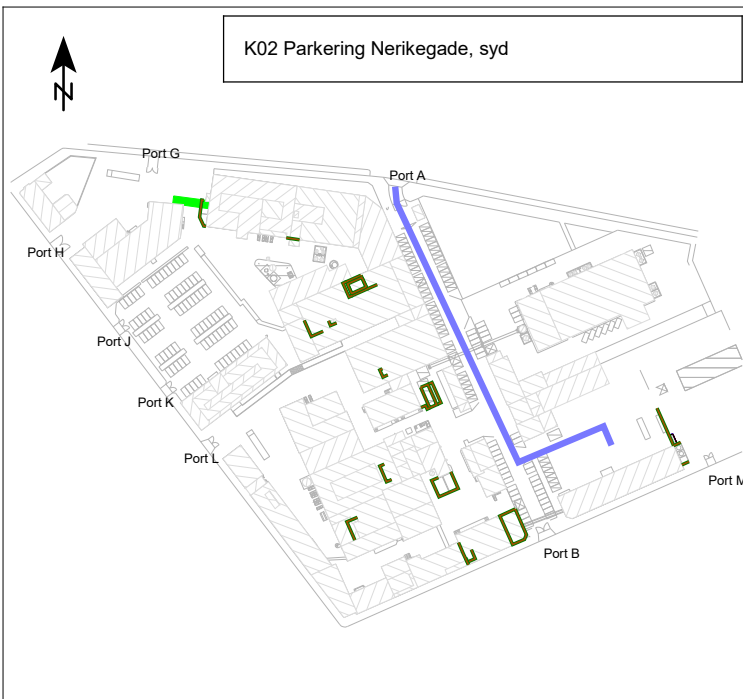 K02 Parkering Nerikegade, syd
N
Port G
Port A
Port H
Port J
Port K
Port L
Port M
Port B